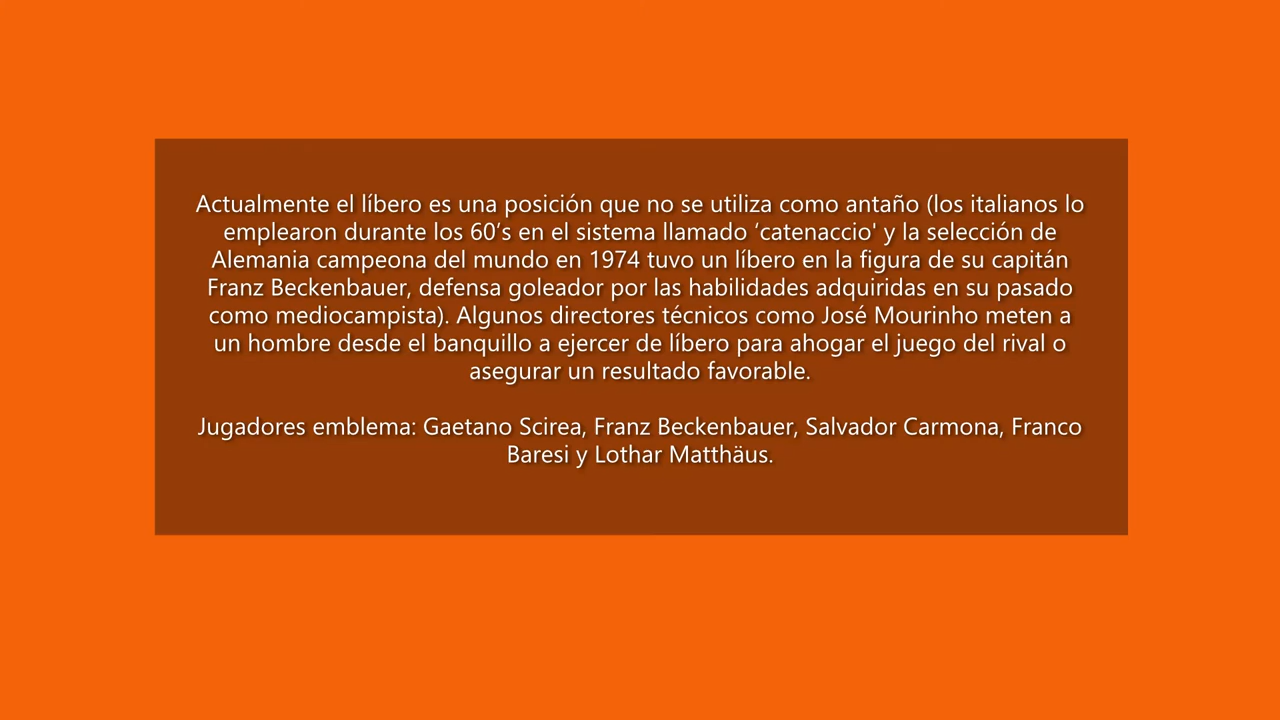 Actualmente el líbero es una posición que no se utiliza como antaño (los italianos lo
emplearon durante los 60’s en el sistema llamado ‘catenaccio' y la selección de
Alemania campeona del mundo en 1974 tuvo un líbero en la figura de su capitán
Franz Beckenbauer, defensa goleador por las habilidades adquiridas en su pasado
como mediocampista). Algunos directores técnicos como José Mourinho meten a
un hombre desde el banquillo a ejercer de líbero para ahogar el juego del rival o
asegurar un resultado favorable.
Jugadores emblema: Gaetano Scirea, Franz Beckenbauer, Salvador Carmona, Franco
Baresi y Lothar Matthäus.